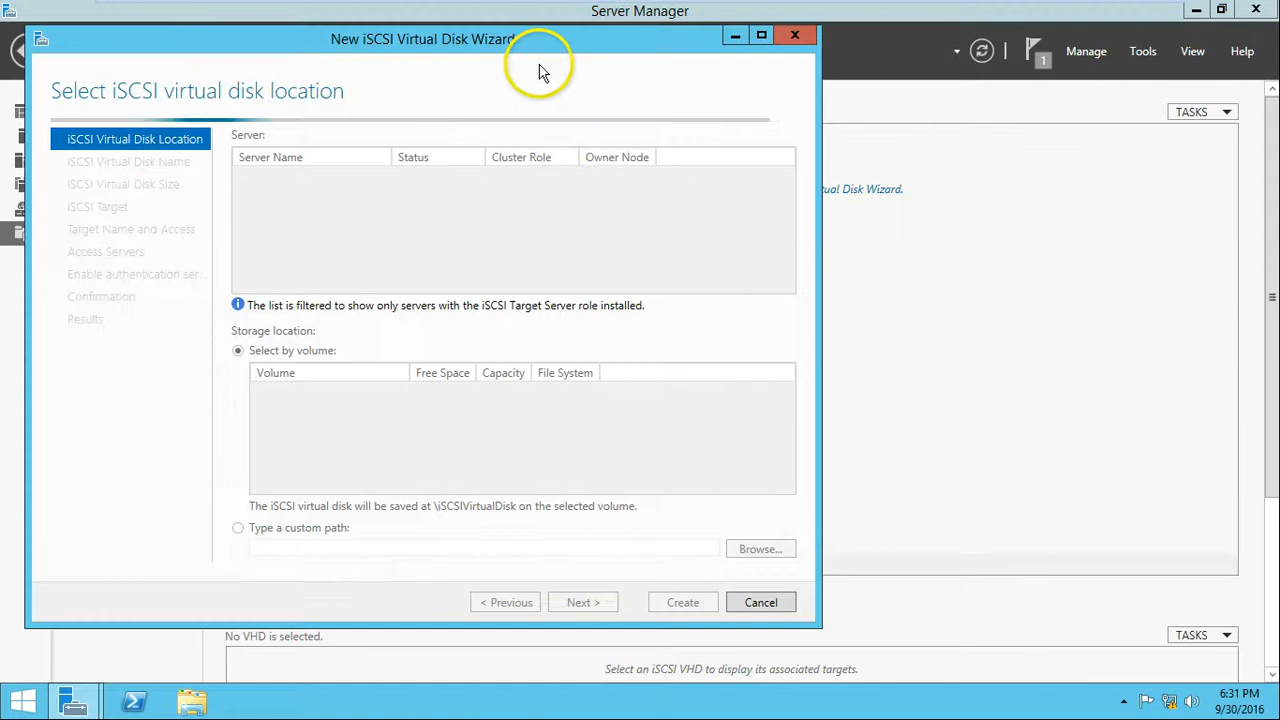 Server Manager
New iSCSI Virtual Disk Wizard
1
Manage
Tools
View
Help
Select iSCSI virtual disk location
TASKS
iSCSI Virtual Disk Location
iSCSI Virtual Disk Name
iSCSI Virtual Disk Size
iSCSI Target
Target Name and Access
Access Servers
Enable authentication ser...
Confirmation
Results
Server:
Server Name
Status
Cluster Role
Owner Node
tual Disk Wizard.
The list is filtered to show only servers with the iSCSI Target Server role installed.
Storage location:
Select by volume:
Volume
Free Space
Capacity
File System
The iSCSI virtual disk will be saved at \iSCSIVirtualDisk on the selected volume.
Type a custom path:
Browse...
< Previous
Next >
Create
Cancel
No VHD is selected.
TASKS
Select an iSCSI VHD to display its associated targets.
6:31 PM
9/30/2016